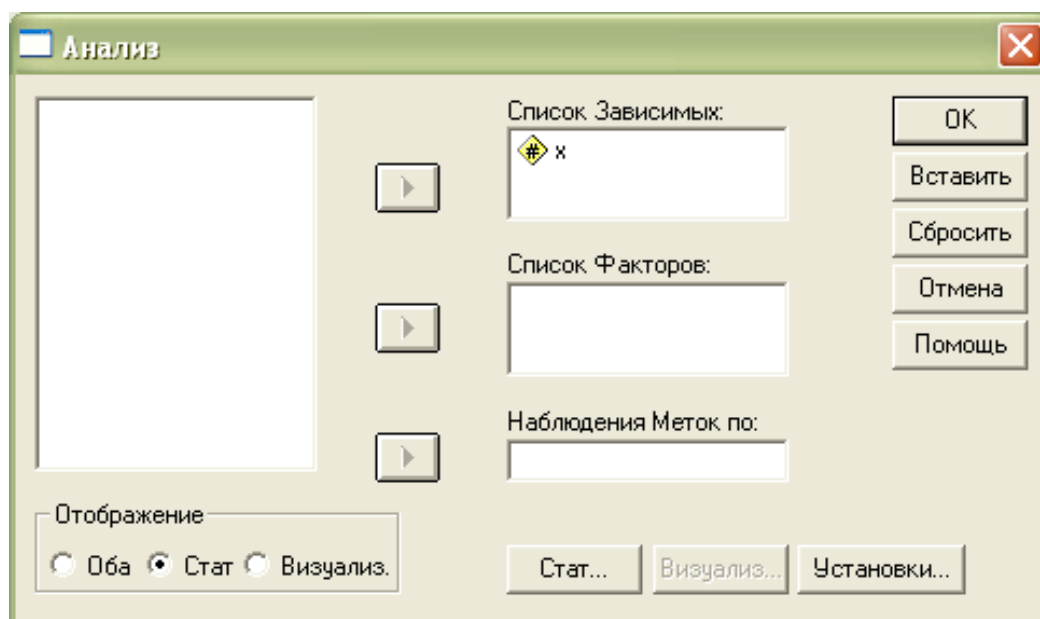 Анализ
Список Зависимых:
# x
Список Факторов:
Наблюдения Меток по:
OK
Вставить
Сбросить
Отмена
Помощь
Отображение
Оба Стат Визуализ.
Стат... Визуализ... Установки...